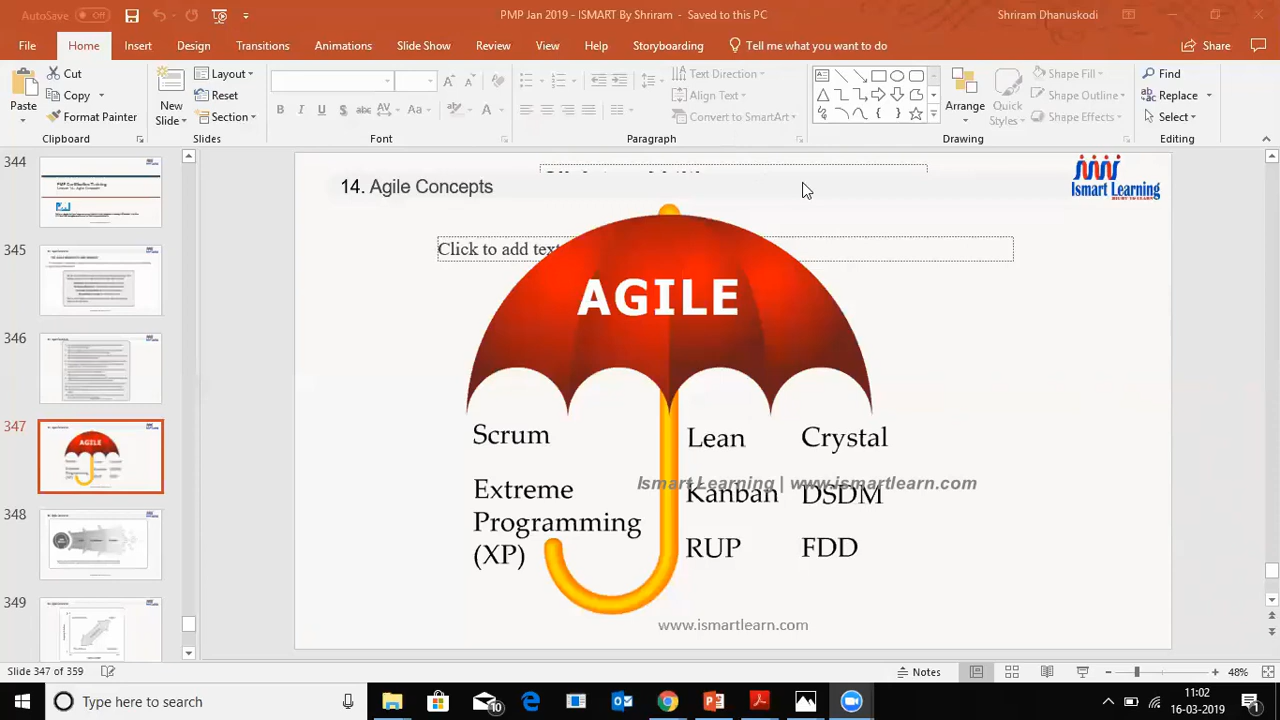 AutoSave Off
PMP Jan 2019 - ISMART By Shriram - Saved to this PC
Shriram Dhanuskodi
File Home Insert Design Transitions Animations Slide Show Review View Help Storyboarding Tell me what you want to do Share
Paste
Cut
Copy
Format Painter
Clipboard
New
Slide
Layout
Reset
Section
Slides
B I U S abc AV Aa
Font
Text Direction
Align Text
Convert to SmartArt
Paragraph
Arrange
Quick
Styles
Shape Fill
Shape Outline
Shape Effects
Drawing
Find
Replace
Select
Editing
344
345
346
347
AGILE
348
349
14. Agile Concepts
Ismart Learning
Click to add text
AGILE
Scrum
Extreme
Programming
(XP)
Lean
Kanban
RUP
Crystal
DSDM
FDD
Ismart Learning | www.ismartlearn.com
www.ismartlearn.com
Slide 347 of 359
Notes
48%
Type here to search
10
11:02
16-03-2019
1